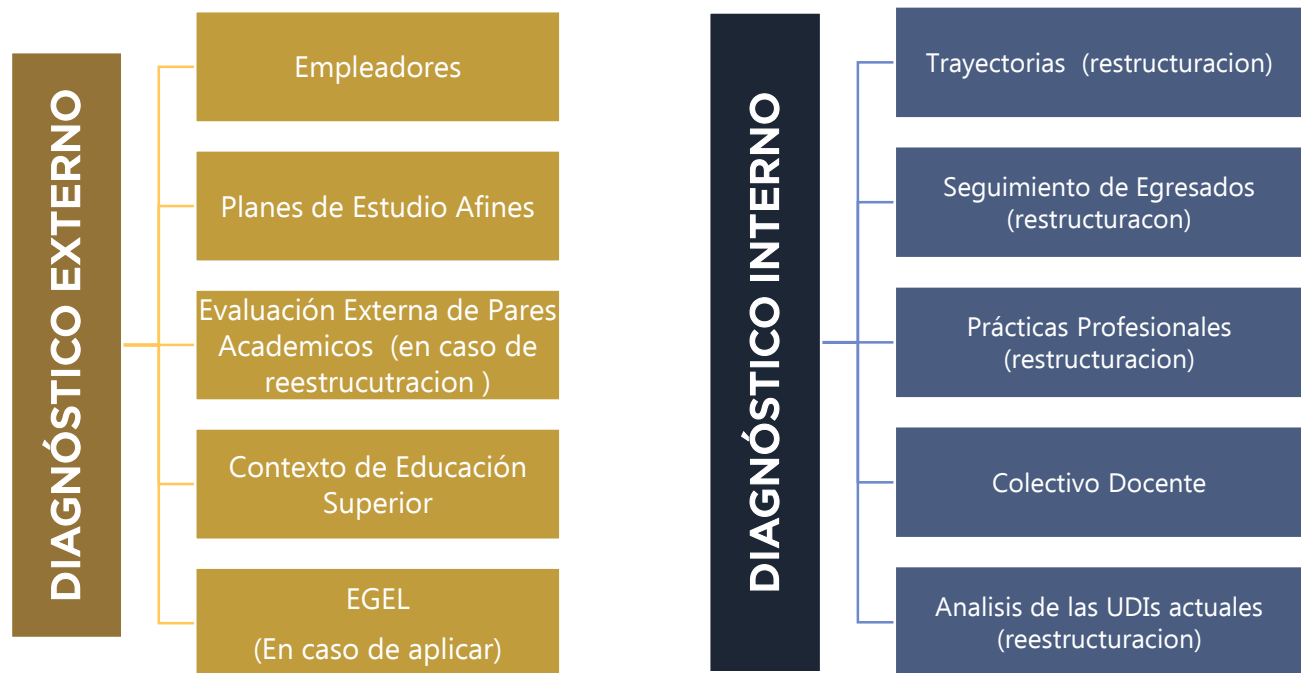 DIAGNÓSTICO EXTERNO
Empleadores
Planes de Estudio Afines
Evaluación Externa de Pares
Academicos (en caso de
reestrucutracion )
Contexto de Educación
Superior
EGEL
(En caso de aplicar)
DIAGNÓSTICO INTERNO
Trayectorias (restructuracion)
Seguimiento de Egresados
(restructuracon)
Prácticas Profesionales
(restructuracion)
Colectivo Docente
Analisis de las UDIs actuales
(reestructuracion)